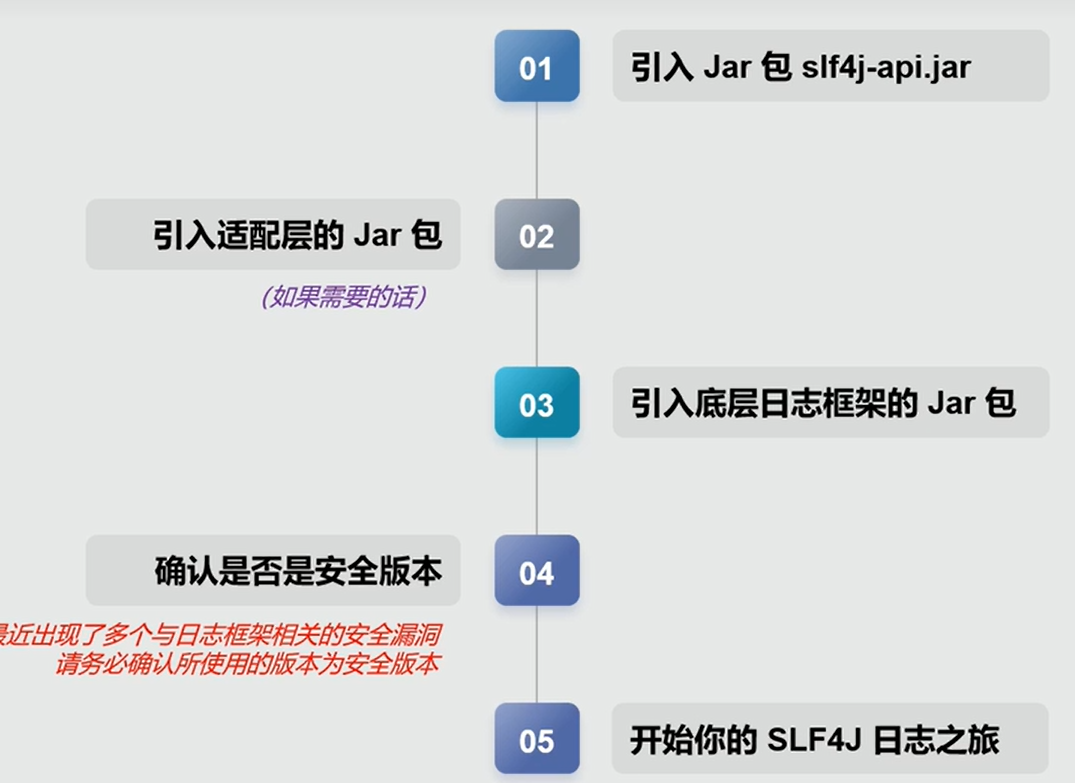 01
引入 Jar 包 slf4j-api.jar
02
引入适配层的 Jar 包
(如果需要的话)
03
引入底层日志框架的 Jar 包
04
确认是否是安全版本
最近出现了多个与日志框架相关的安全漏洞
请务必确认所使用的版本为安全版本
05
开始你的 SLF4J 日志之旅